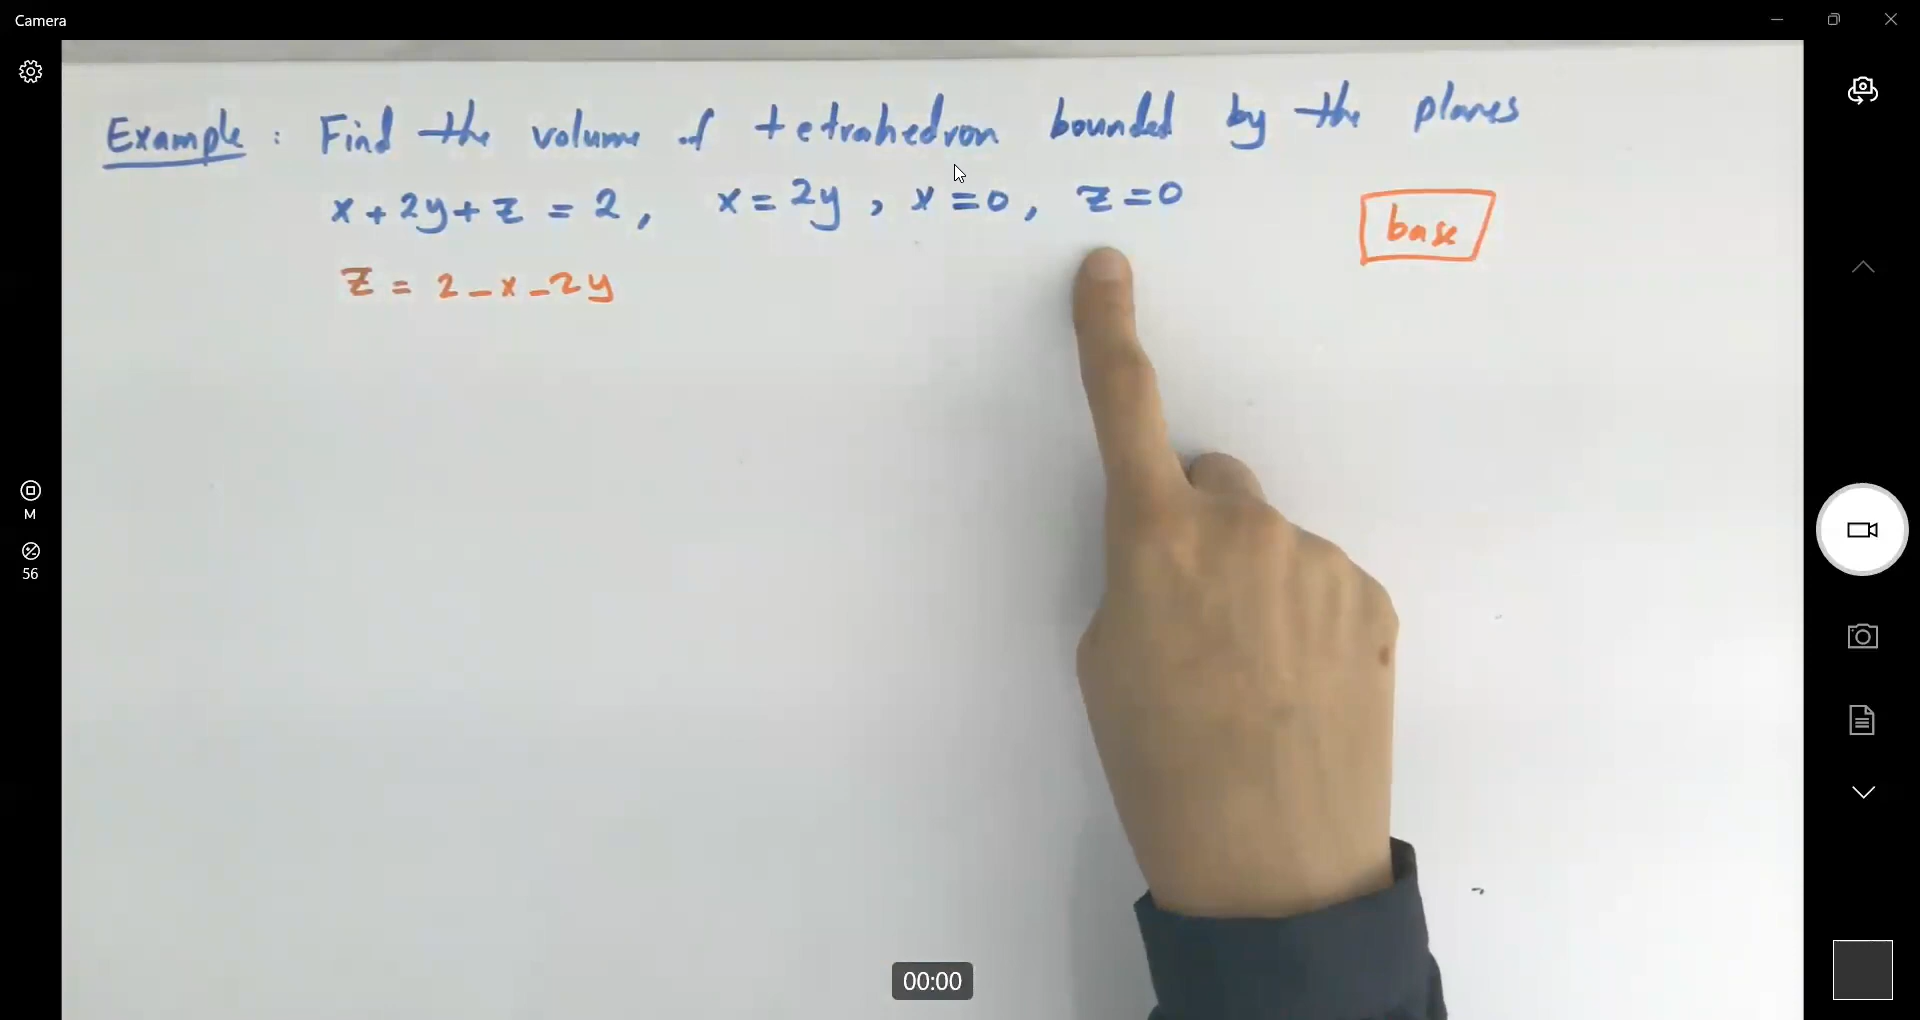 Camera
Example : Find the volume of tetrahedron bounded by the planes
x + 2y + z = 2, x = 2y, x = 0, z = 0
base
z = 2 - x - 2y
M
56
00:00